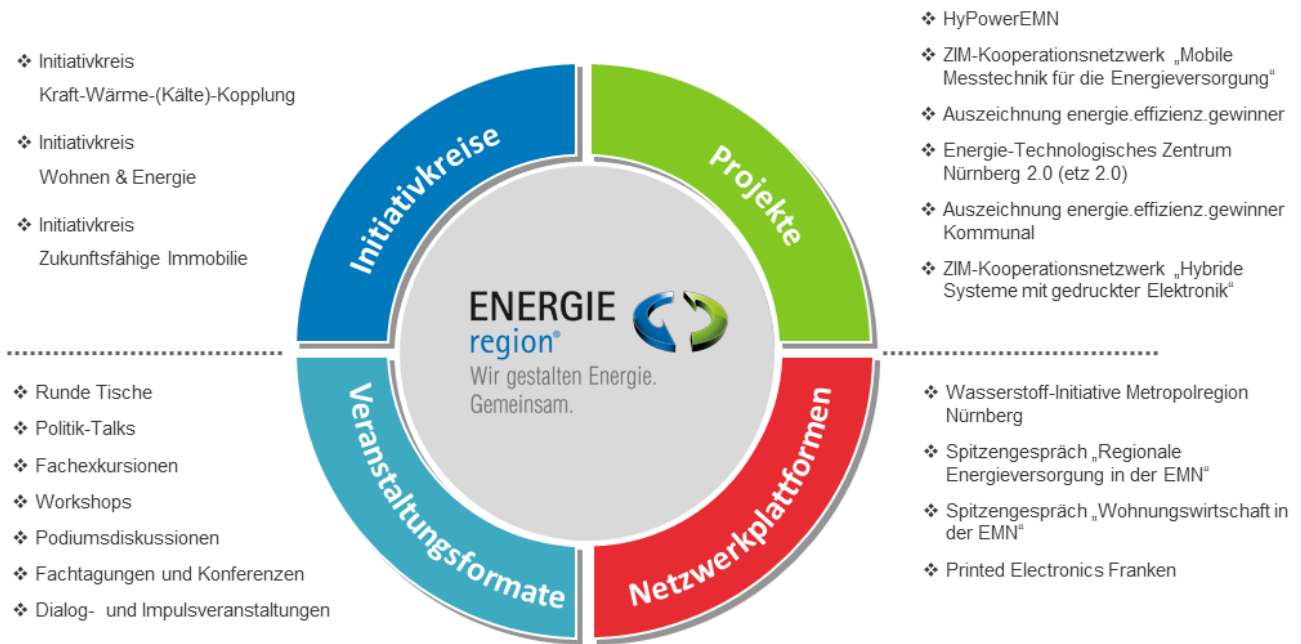 ❖ Initiativkreis
Kraft-Wärme-(Kälte)-Kopplung
❖ Initiativkreis
Wohnen & Energie
❖ Initiativkreis
Zukunftsfähige Immobilie
Initiativkreise
Projekte
❖ HyPowerEMN
❖ ZIM-Kooperationsnetzwerk „Mobile
Messtechnik für die Energieversorgung“
❖ Auszeichnung energie.effizienz.gewinner
❖ Energie-Technologisches Zentrum
Nürnberg 2.0 (etz 2.0)
❖ Auszeichnung energie.effizienz.gewinner
Kommunal
❖ ZIM-Kooperationsnetzwerk „Hybride
Systeme mit gedruckter Elektronik“
ENERGIE
region®
Wir gestalten Energie.
Gemeinsam.
❖ Runde Tische
❖ Politik-Talks
❖ Fachexkursionen
❖ Workshops
❖ Podiumsdiskussionen
❖ Fachtagungen und Konferenzen
❖ Dialog- und Impulsveranstaltungen
Veranstaltungsformate
Netzwerkplattformen
❖ Wasserstoff-Initiative Metropolregion
Nürnberg
❖ Spitzengespräch „Regionale
Energieversorgung in der EMN“
❖ Spitzengespräch „Wohnungswirtschaft in
der EMN“
❖ Printed Electronics Franken